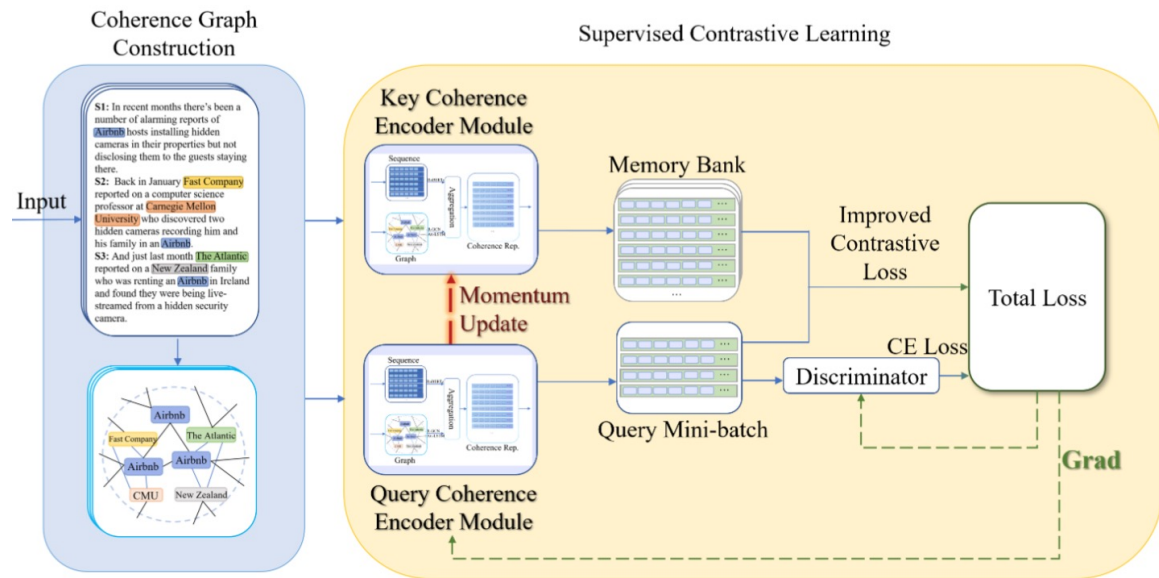 Coherence Graph
Construction
Supervised Contrastive Learning
Input
S1: In recent months there's been a
number of alarming reports of
Airbnb hosts installing hidden
cameras in their properties but not
disclosing them to the guests staying
there.
S2: Back in January Fast Company
reported on a computer science
professor at Carnegie Mellon
University who discovered two
hidden cameras recording him and
his family in an Airbnb.
S3: And just last month The Atlantic
reported on a New Zealand family
who was renting an Airbnb in Ireland
and found they were being live-
streamed from a hidden security
camera.
Airbnb
Fast Company
The Atlantic
Airbnb
Airbnb
CMU
New Zealand
Key Coherence
Encoder Module
Sequence
Aggregation
Graph
Coherence Rep.
Momentum
Update
Sequence
Aggregation
Graph
Coherence Rep.
Query Coherence
Encoder Module
Memory Bank
...
Query Mini-batch
Improved
Contrastive
Loss
Discriminator
CE Loss
Total Loss
Grad